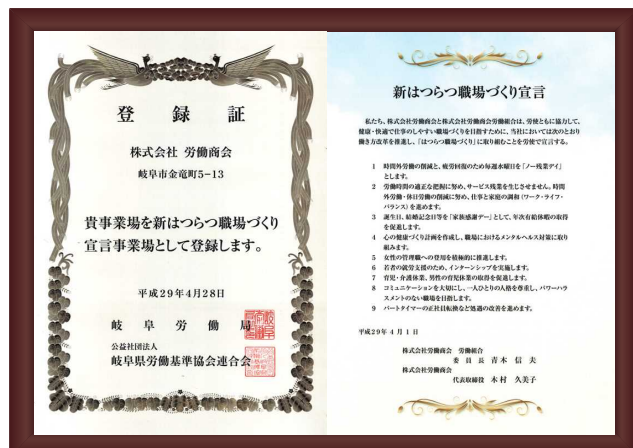 登録証
株式会社 労働商会
岐阜市金竜町5-13
貴事業場を新はつらつ職場づくり
宣言事業場として登録します。
平成29年4月28日
岐阜労働局
公益社団法人
岐阜県労働基準協会連合会
新はつらつ職場づくり宣言
私たち、株式会社労働商会と株式会社労働商会労働組合は、労使ともに協力して、
健康・快適で仕事のしやすい職場づくりを目指すために、当社においては次のとおり
働き方改革を推進し、「はつらつ職場づくり」に取り組むことを労使で宣言する。
1 時間外労働の削減と、疲労回復のため毎週水曜日を「ノー残業デイ」
とします。
2 労働時間の適正な把握に努め、サービス残業を生じさせません。時間
外労働・休日労働の削減に努め、仕事と家庭の調和(ワーク・ライフ・
バランス)を進めます。
3 誕生日、結婚記念日等を「家族感謝デー」として、年次有給休暇の取得
を促進します。
4 心の健康づくり計画を作成し、職場におけるメンタルヘルス対策に取り
組みます。
5 女性の管理職への登用を積極的に推進します。
6 若者の就労支援のため、インターンシップを実施します。
7 育児・介護休業、男性の育児休業の取得を促進します。
8 コミュニケーションを大切にし、一人ひとりの人格を尊重し、パワーハラ
スメントのない職場を目指します。
9 パートタイマーの正社員転換など処遇の改善を進めます。
平成29年 4 月 1 日
株式会社労働商会 労働組合
委員長 青木 信夫
株式会社労働商会
代表取締役 木村 久美子